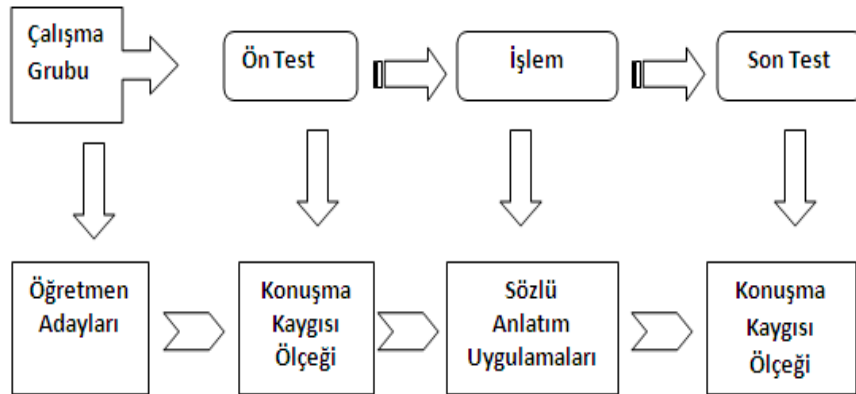 Çalışma
Grubu
Ön Test
İşlem
Son Test
Öğretmen
Adayları
Konuşma
Kaygısı
Ölçeği
Sözlü
Anlatım
Uygulamaları
Konuşma
Kaygısı
Ölçeği